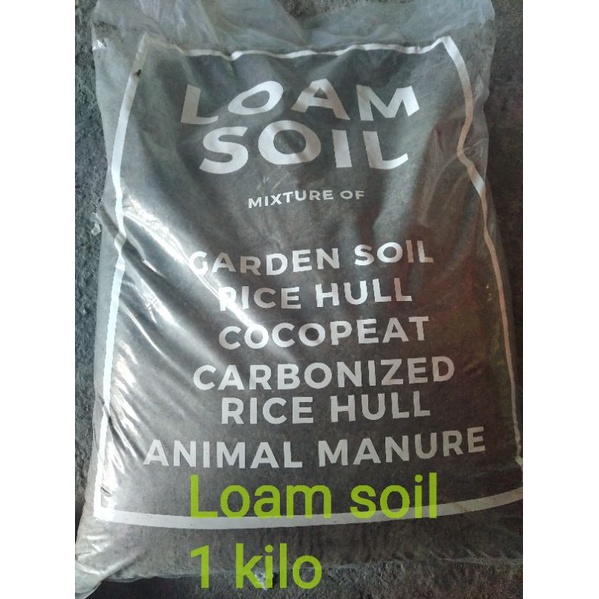 LOAM
SOIL
MIXTURE OF
GARDEN SOIL
RICE HULL
COCOPEAT
CARBONIZED
RICE HULL
ANIMAL MANURE
Loam soil
1 kilo